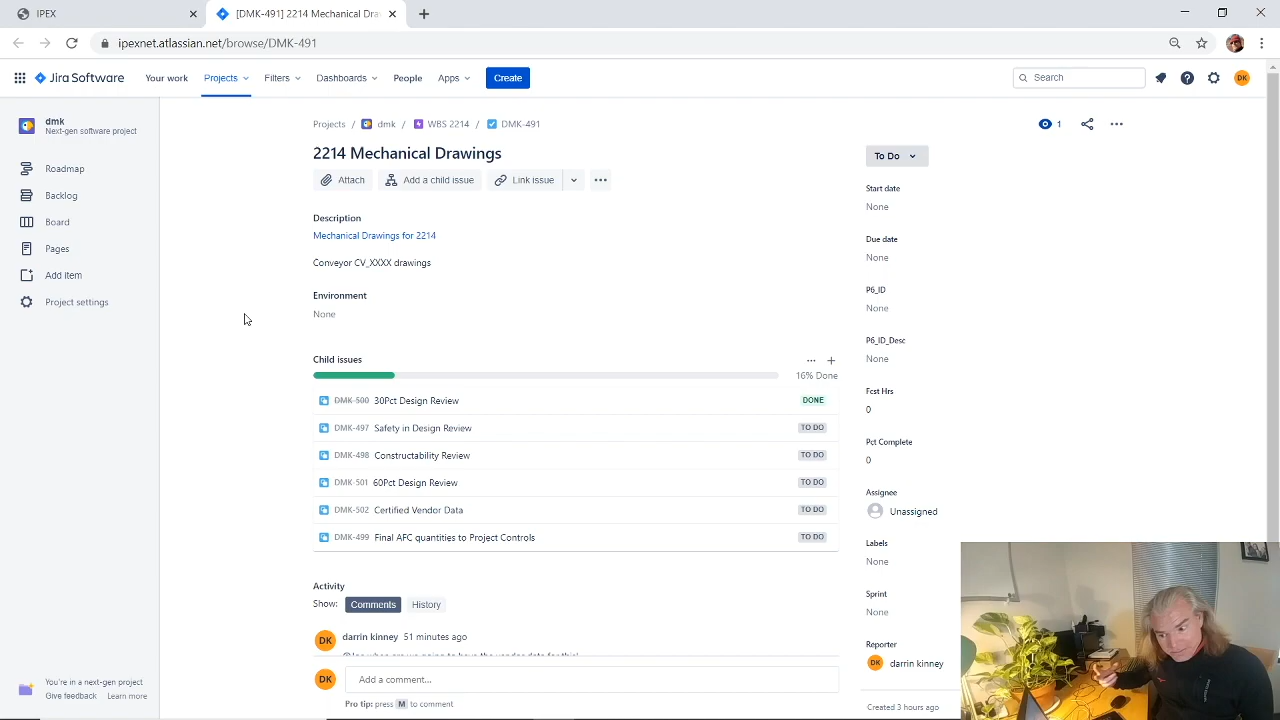 IPEX
[DMK-491] 2214 Mechanical Dra
ipexnet.atlassian.net/browse/DMK-491
Jira Software
Your work
Projects
Filters
Dashboards
People
Apps
Create
Search
DK
dmk
Next-gen software project
Roadmap
Backlog
Board
Pages
Add item
Project settings
You're in a next-gen project
Give feedback
Learn more
Projects / dmk / WBS 2214 / DMK-491
2214 Mechanical Drawings
Attach
Add a child issue
Link issue
Description
Mechanical Drawings for 2214
Conveyor CV_XXXX drawings
Environment
None
Child issues
16% Done
DMK-500 30Pct Design Review DONE
DMK-497 Safety in Design Review TO DO
DMK-498 Constructability Review TO DO
DMK-501 60Pct Design Review TO DO
DMK-502 Certified Vendor Data TO DO
DMK-499 Final AFC quantities to Project Controls TO DO
Activity
Show: Comments History
DK darrin kinney 51 minutes ago
DK Add a comment...
Pro tip: press M to comment
1
To Do
Start date
None
Due date
None
P6_ID
None
P6_ID_Desc
None
Fcst Hrs
0
Pct Complete
0
Assignee
Unassigned
Labels
None
Sprint
None
Reporter
DK darrin kinney
Created 3 hours ago